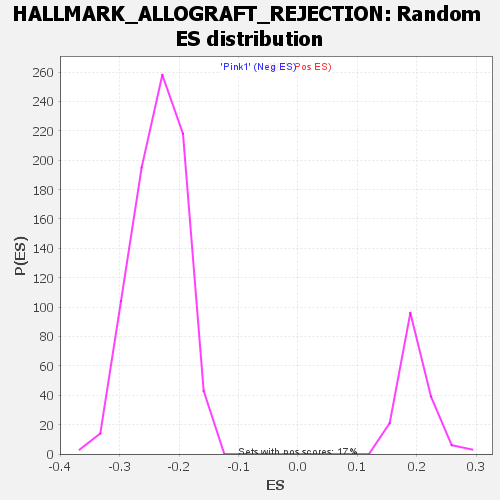 HALLMARK_ALLOGRAFT_REJECTION: Random
ES distribution
'Pink1' (Neg ES)
Pos ES)
P(ES)
260
240
220
200
180
160
140
120
100
80
60
40
20
0
Sets with pos scores: 17%
-0.4 -0.3 -0.2 -0.1 0.0 0.1 0.2 0.3
ES